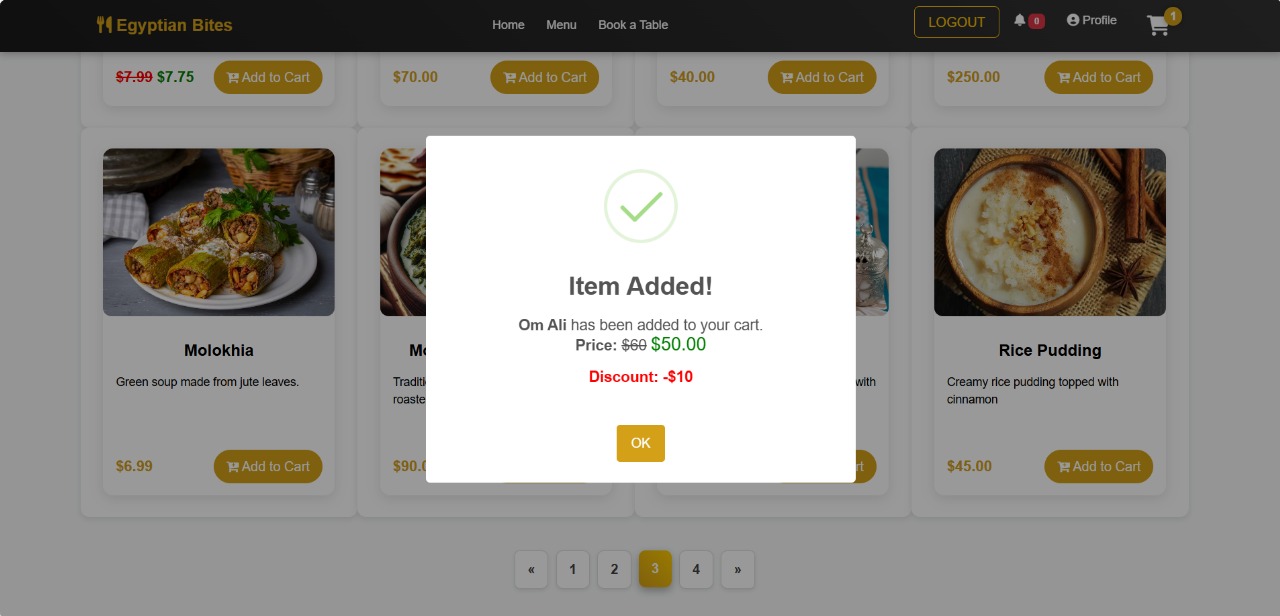 Egyptian Bites
Home Menu Book a Table
LOGOUT
0
Profile
1
$7.99 $7.75
Add to Cart
$70.00
Add to Cart
$40.00
Add to Cart
$250.00
Add to Cart
Item Added!
Om Ali has been added to your cart.
Price: $60 $50.00
Discount: -$10
OK
Molokhia
Green soup made from jute leaves.
$6.99
Add to Cart
$90.0
with
rt
Rice Pudding
Creamy rice pudding topped with
cinnamon
$45.00
Add to Cart
« 1 2 3 4 »